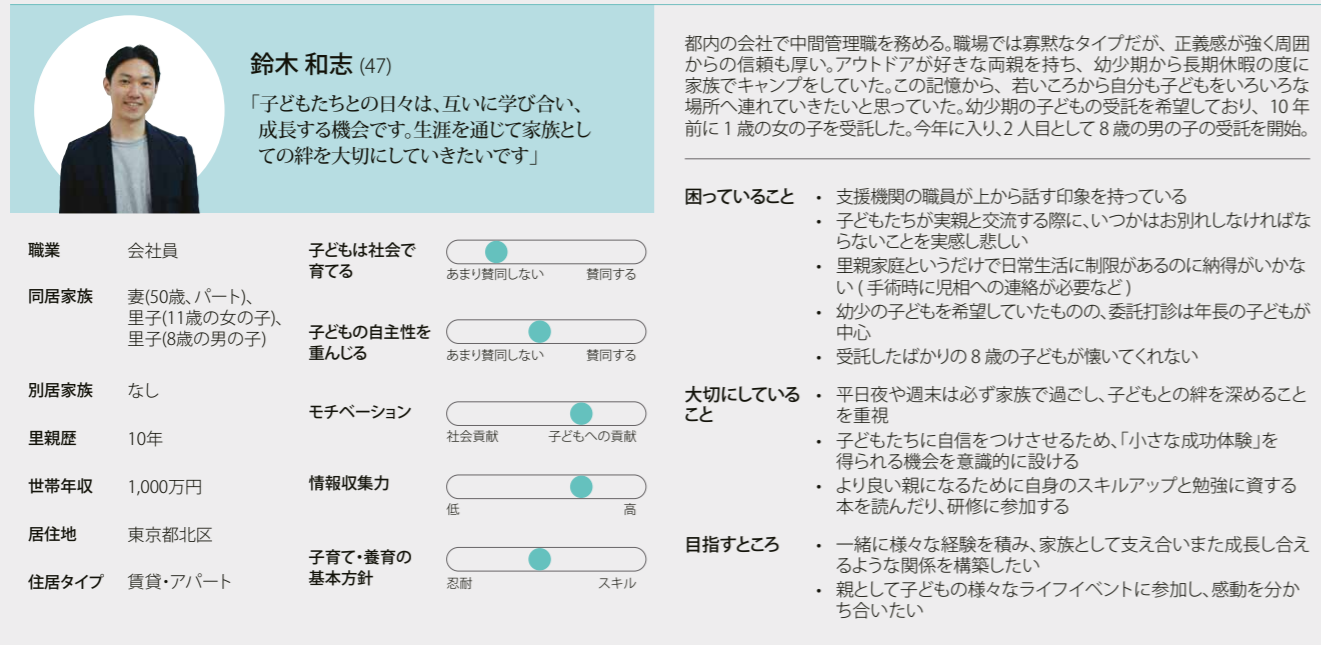 鈴木 和志 (47)
「子どもたちとの日々は、互いに学び合い、
成長する機会です。生涯を通じて家族とし
ての絆を大切にしていきたいです」
職業 会社員
同居家族 妻(50歳、パート)、
里子(11歳の女の子)、
里子(8歳の男の子)
別居家族 なし
里親歴 10年
世帯年収 1,000万円
居住地 東京都北区
住居タイプ 賃貸・アパート
子どもは社会で
育てる
あまり賛同しない 賛同する
子どもの自主性を
重んじる
あまり賛同しない 賛同する
モチベーション
社会貢献 子どもへの貢献
情報収集力
低 高
子育て・養育の
基本方針
忍耐 スキル
都内の会社で中間管理職を務める。職場では寡黙なタイプだが、正義感が強く周囲
からの信頼も厚い。アウトドアが好きな両親を持ち、幼少期から長期休暇の度に
家族でキャンプをしていた。この記憶から、若いころから自分も子どもをいろいろな
場所へ連れていきたいと思っていた。幼少期の子どもの受託を希望しており、10年
前に1歳の女の子を受託した。今年に入り、2人目として8歳の男の子の受託を開始。
困っていること ・ 支援機関の職員が上から話す印象を持っている
・ 子どもたちが実親と交流する際に、いつかはお別れしなければな
らないことを実感し悲しい
・ 里親家庭というだけで日常生活に制限があるのに納得がいかな
い(手術時に児相への連絡が必要など)
・ 幼少の子どもを希望していたものの、委託打診は年長の子どもが
中心
・ 受託したばかりの8歳の子どもが懐いてくれない
大切にしている ・ 平日夜や週末は必ず家族で過ごし、子どもとの絆を深めること
こと を重視
・ 子どもたちに自信をつけさせるため、「小さな成功体験」を
得られる機会を意識的に設ける
・ より良い親になるために自身のスキルアップと勉強に資する
本を読んだり、研修に参加する
目指すところ ・ 一緒に様々な経験を積み、家族として支え合いまた成長し合え
るような関係を構築したい
・ 親として子どもの様々なライフイベントに参加し、感動を分か
ち合いたい